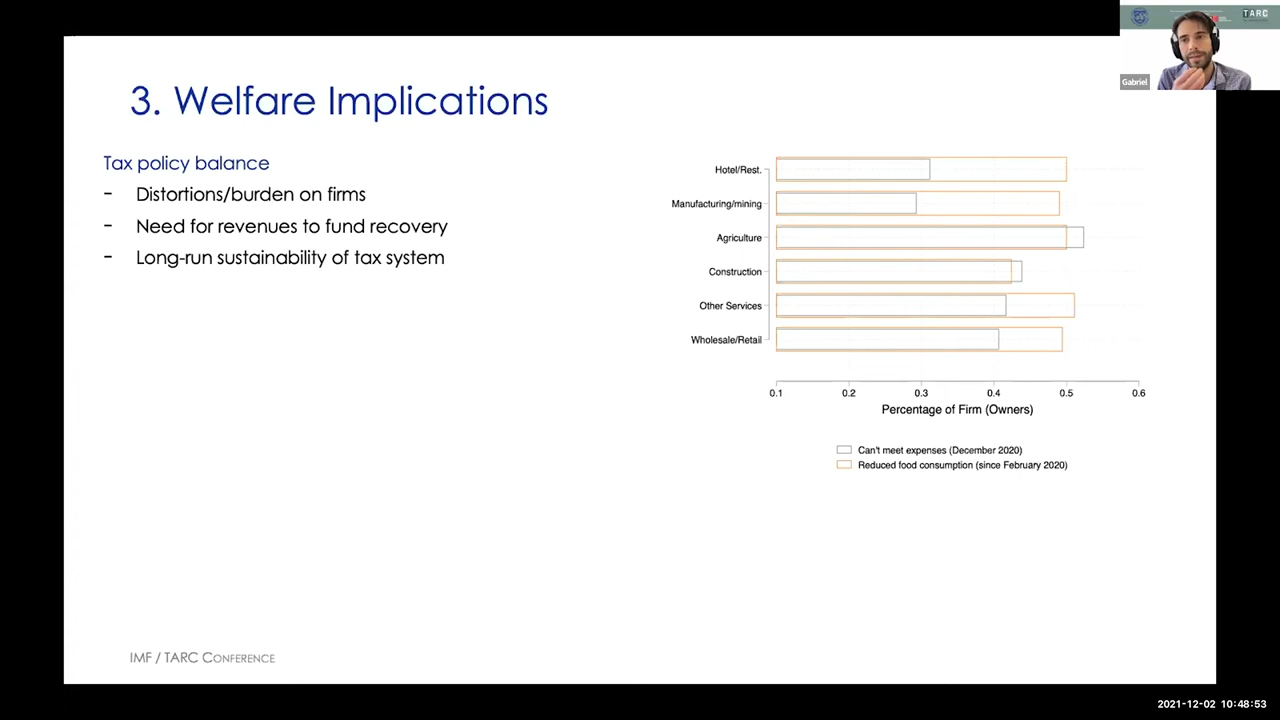 TARC
Gabriel
3. Welfare Implications
Tax policy balance
- Distortions/burden on firms
- Need for revenues to fund recovery
- Long-run sustainability of tax system
Hotel/Rest.
Manufacturing/mining
Agriculture
Construction
Other Services
Wholesale/Retail
0.1 0.2 0.3 0.4 0.5 0.6
Percentage of Firm (Owners)
Can't meet expenses (December 2020)
Reduced food consumption (since February 2020)
IMF / TARC CONFERENCE
2021-12-02 10:48:53